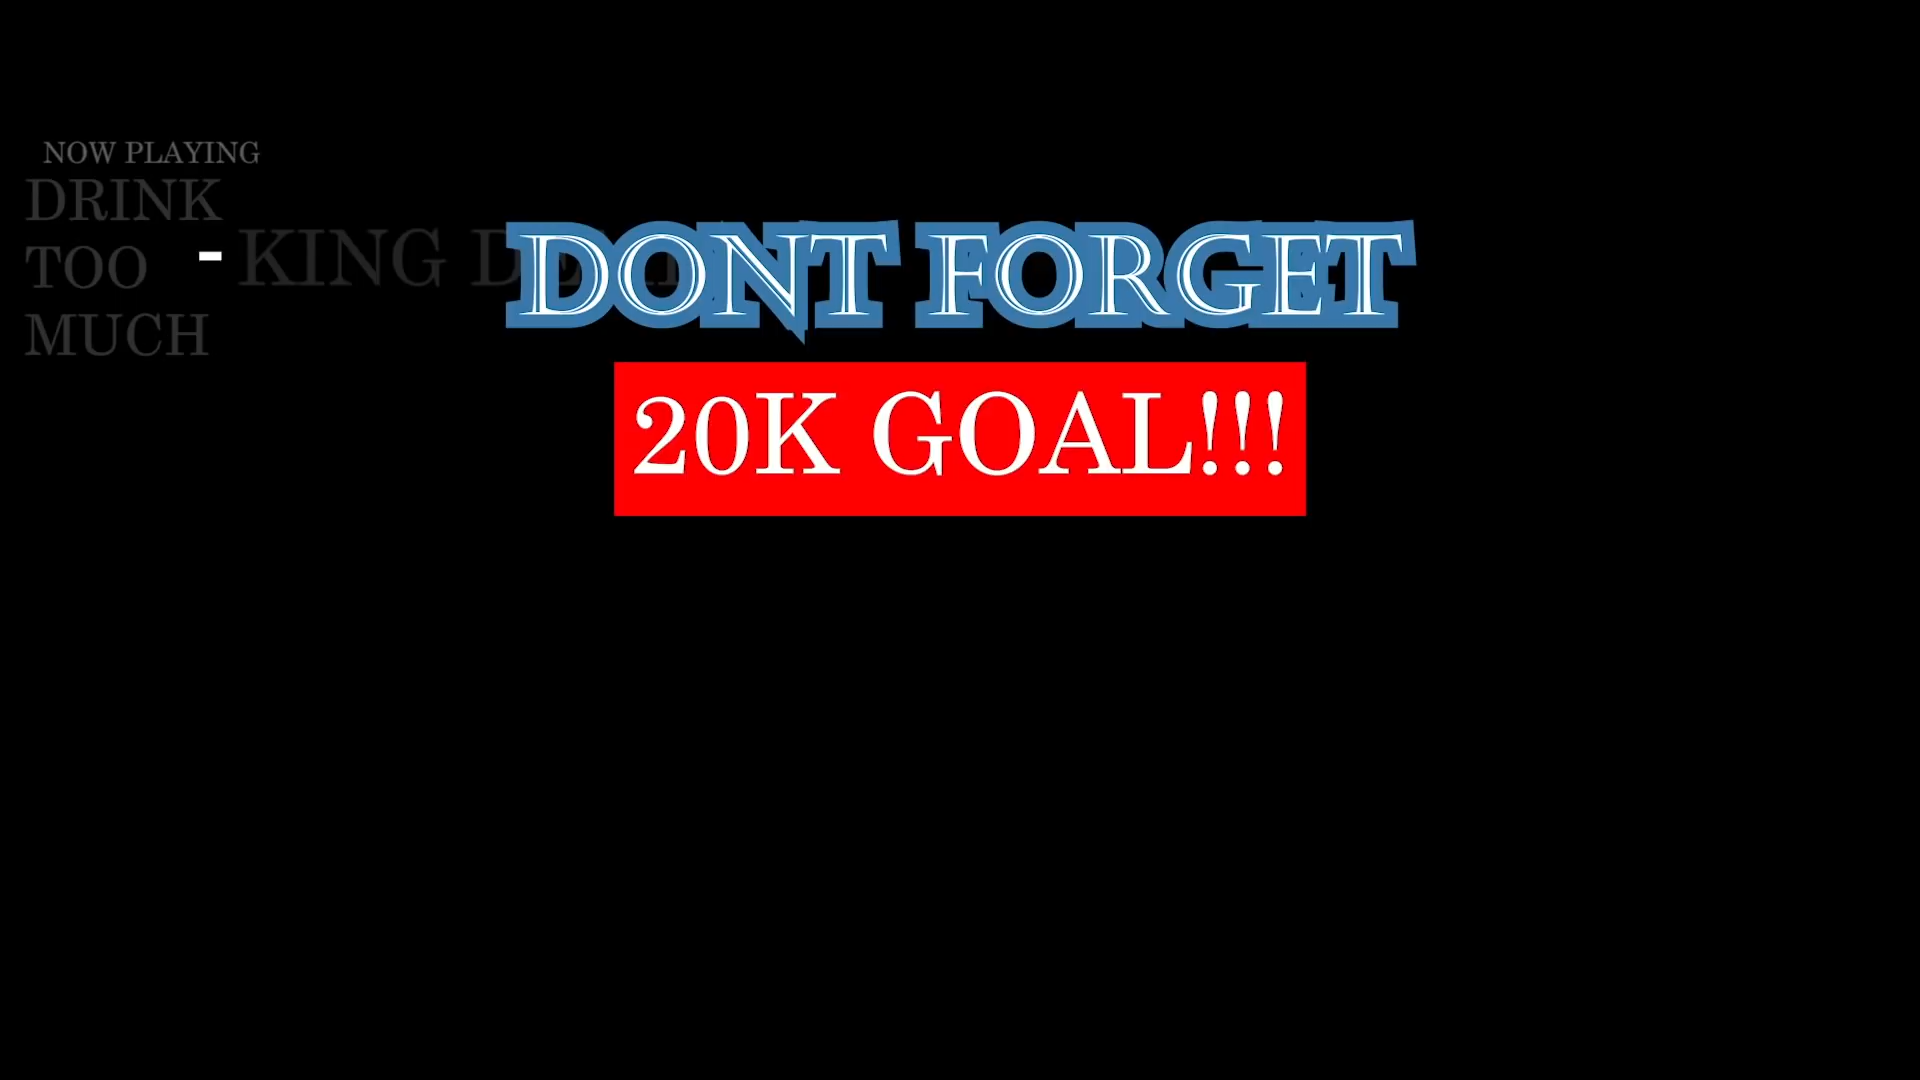 NOW PLAYING
DRINK
TOO
MUCH
- KING
DONT FORGET
20K GOAL!!!